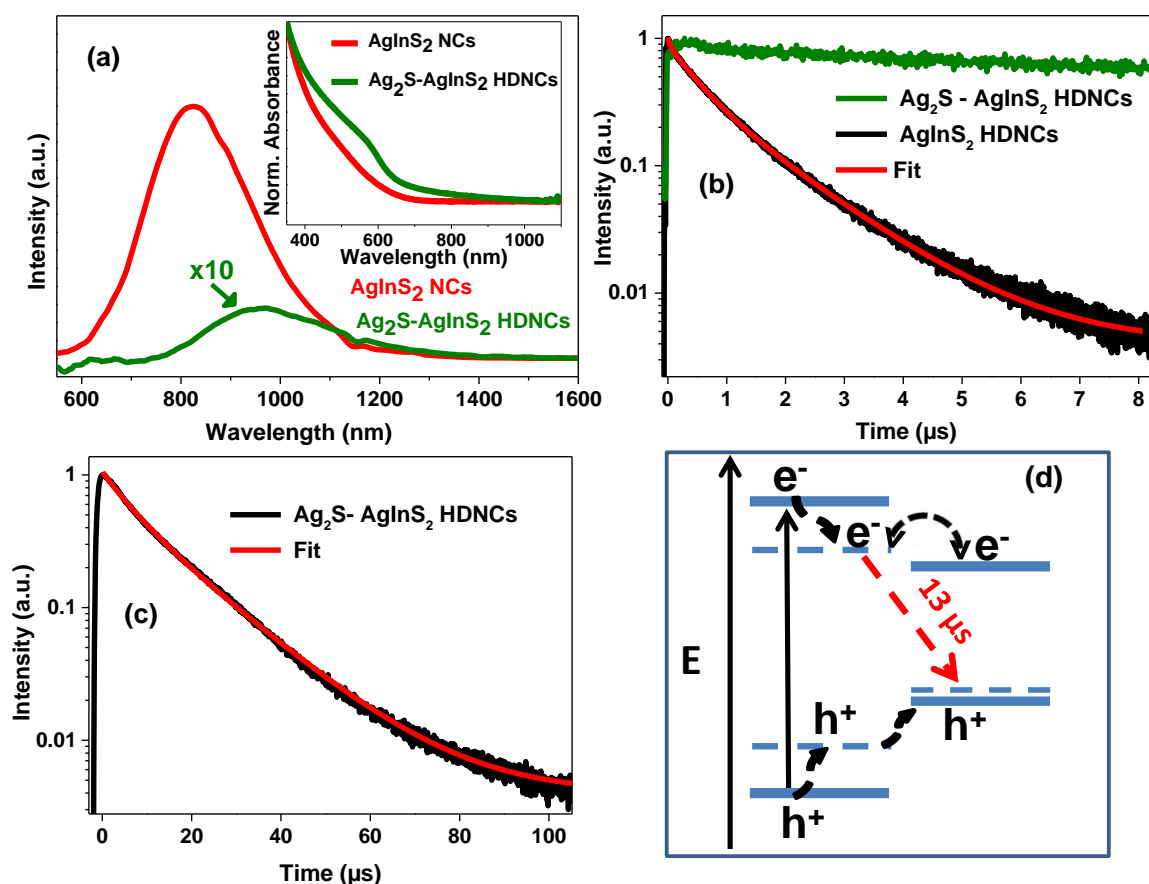 (a)
AgInS2 NCs
Ag2S-AgInS2 HDNCs
Norm. Absorbance
400 600 800 1000
Wavelength (nm)
x10
AgInS2 NCs
Ag2S-AgInS2 HDNCs
Intensity (a.u.)
600 800 1000 1200 1400 1600
Wavelength (nm)
1
0.1
0.01
Ag2S - AgInS2 HDNCs
AgInS2 HDNCs
Fit
(b)
Intensity (a.u.)
0 1 2 3 4 5 6 7 8
Time (µs)
1
0.1
0.01
Ag2S- AgInS2 HDNCs
Fit
(c)
Intensity (a.u.)
0 20 40 60 80 100
Time (µs)
(d)
E
e-
e-
e-
13 µs
h+
h+
h+